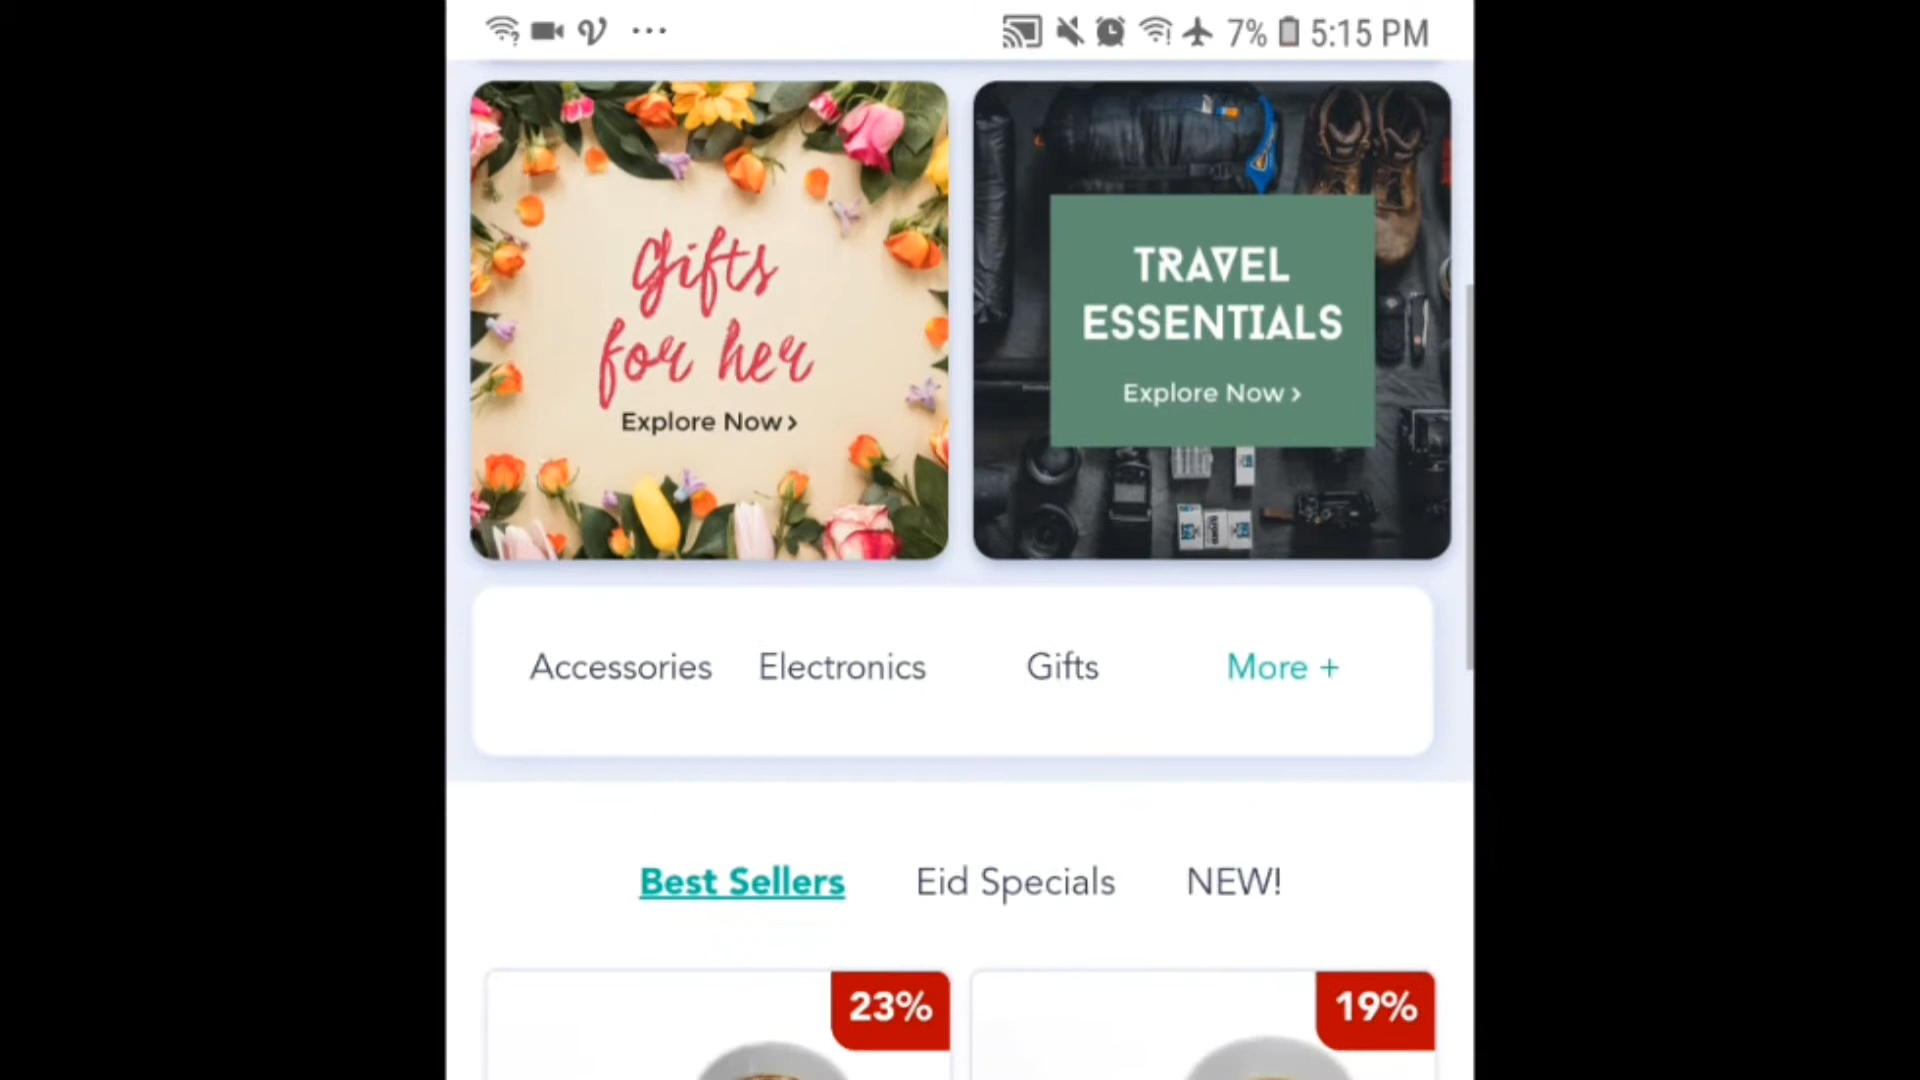 7% 5:15 PM
Gifts
for her
Explore Now >
TRAVEL
ESSENTIALS
Explore Now >
Accessories Electronics Gifts More +
Best Sellers Eid Specials NEW!
23% 19%